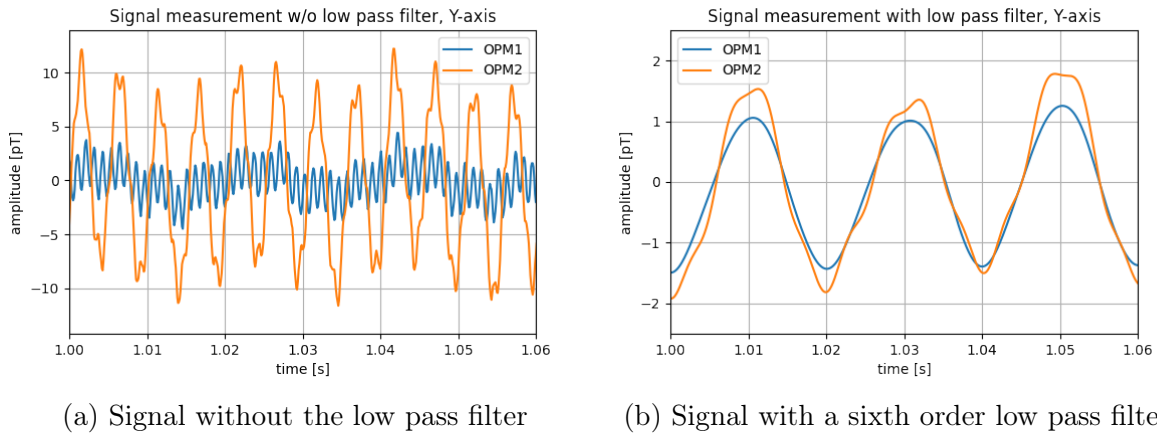 Signal measurement w/o low pass filter, Y-axis
OPM1
OPM2
10
5
0
−5
−10
amplitude [pT]
1.00 1.01 1.02 1.03 1.04 1.05 1.06
time [s]
(a) Signal without the low pass filter
Signal measurement with low pass filter, Y-axis
OPM1
OPM2
2
1
0
−1
−2
amplitude [pT]
1.00 1.01 1.02 1.03 1.04 1.05 1.06
time [s]
(b) Signal with a sixth order low pass filte